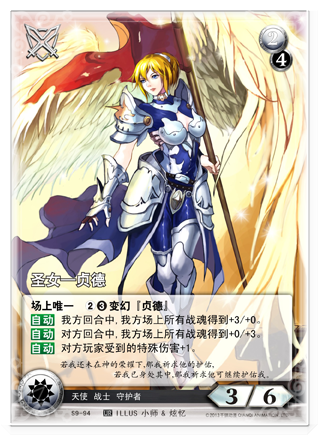 2
4
圣女—贞德
场上唯一 2 3 变幻『贞德』
自动 我方回合中，我方场上所有战魂得到+3/+0。
自动 对方回合中，我方场上所有战魂得到+0/+3。
自动 对方玩家受到的特殊伤害+1。
若我还未在神的荣耀下，那我祈求他的护佑。
若我已身处其中，那我祈求他可继续护佑我。
天使 战士 守护者
3 / 6
S9-94 LR ILLUS 小师 & 炫忆